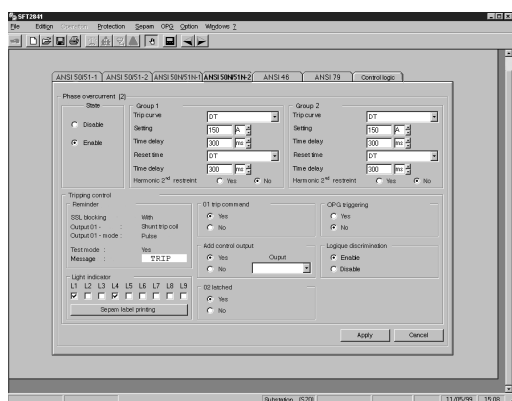 SFT2841
File Edition Operation Protection Sepam OPG Option Windows ?
ANSI 50/51-1 ANSI 50/51-2 ANSI 50N/51N-1 ANSI 50N/51N-2 ANSI 46 ANSI 79 Control logic
Phase overcurrent [2]
State
Disable
Enable
Group 1
Trip curve DT
Setting 150 A
Time delay 300 ms
Reset time DT
Time delay 300 ms
Harmonic 2nd restreint Yes No
Group 2
Trip curve DT
Setting 150 A
Time delay 300 ms
Reset time DT
Time delay 300 ms
Harmonic 2nd restreint Yes No
Tripping control
Reminder
SSL blocking With
Output 01 - : Shunt trip coil
Output 01 - mode : Pulse
Test mode : Yes
Message : TRIP
Light indicator
L1 L2 L3 L4 L5 L6 L7 L8 L9
Sepam label printing
01 trip command
Yes
No
Add control output
Yes Ouput
No
02 latched
Yes
No
OPG triggering
Yes
No
Logique discrimination
Enable
Disable
Apply Cancel
Substation (S20) 11/05/99 15:08